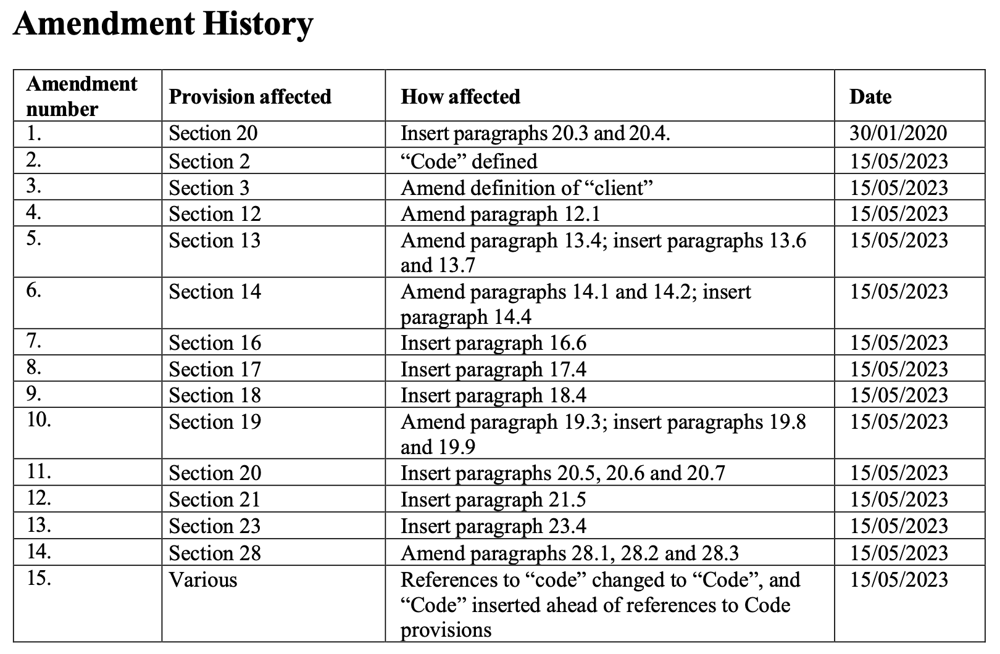 Amendment History
Amendment number Provision affected How affected Date
1. Section 20 Insert paragraphs 20.3 and 20.4. 30/01/2020
2. Section 2 “Code” defined 15/05/2023
3. Section 3 Amend definition of “client” 15/05/2023
4. Section 12 Amend paragraph 12.1 15/05/2023
5. Section 13 Amend paragraph 13.4; insert paragraphs 13.6 15/05/2023
and 13.7
6. Section 14 Amend paragraphs 14.1 and 14.2; insert 15/05/2023
paragraph 14.4
7. Section 16 Insert paragraph 16.6 15/05/2023
8. Section 17 Insert paragraph 17.4 15/05/2023
9. Section 18 Insert paragraph 18.4 15/05/2023
10. Section 19 Amend paragraph 19.3; insert paragraphs 19.8 15/05/2023
and 19.9
11. Section 20 Insert paragraphs 20.5, 20.6 and 20.7 15/05/2023
12. Section 21 Insert paragraph 21.5 15/05/2023
13. Section 23 Insert paragraph 23.4 15/05/2023
14. Section 28 Amend paragraphs 28.1, 28.2 and 28.3 15/05/2023
15. Various References to “code” changed to “Code”, and 15/05/2023
“Code” inserted ahead of references to Code
provisions